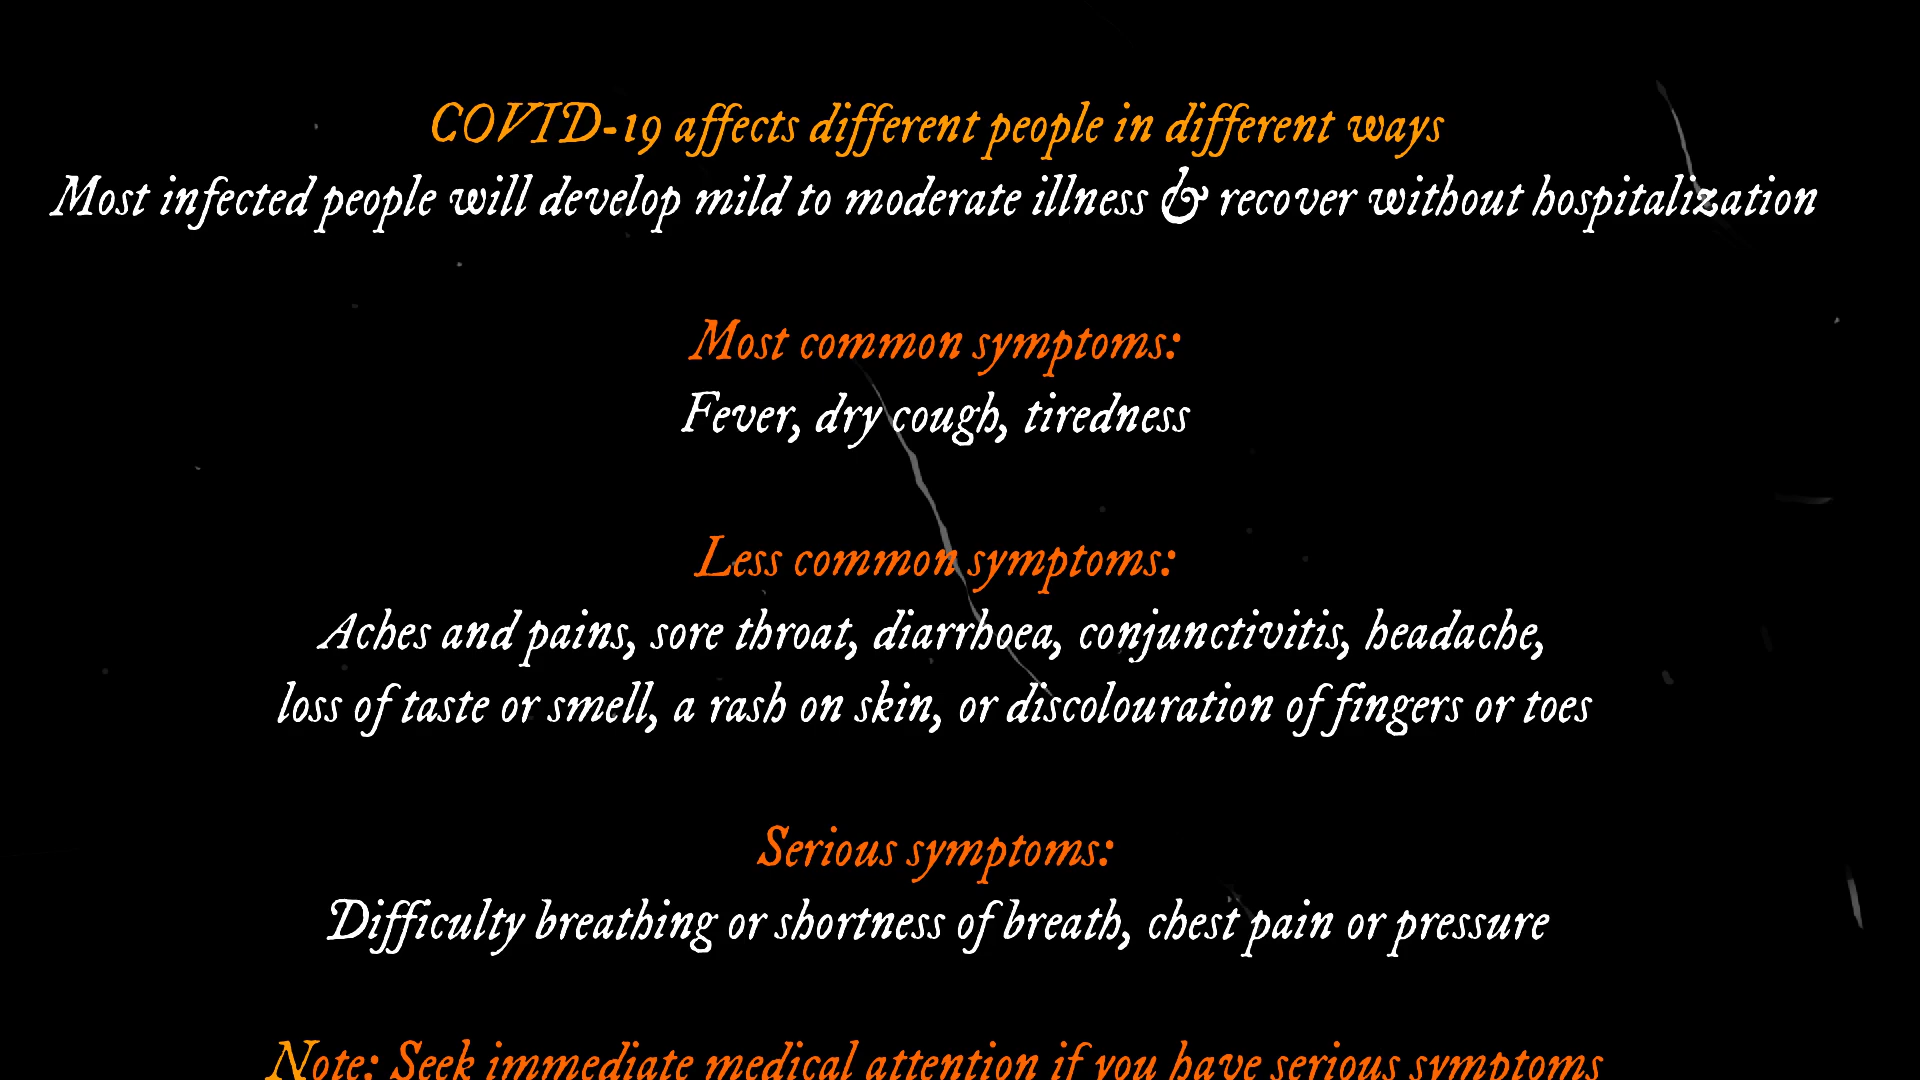 COVID-19 affects different people in different ways
Most infected people will develop mild to moderate illness & recover without hospitalization
Most common symptoms:
Fever, dry cough, tiredness
Less common symptoms:
Aches and pains, sore throat, diarrhoea, conjunctivitis, headache,
loss of taste or smell, a rash on skin, or discolouration of fingers or toes
Serious symptoms:
Difficulty breathing or shortness of breath, chest pain or pressure
Note: Seek immediate medical attention if you have serious symptoms